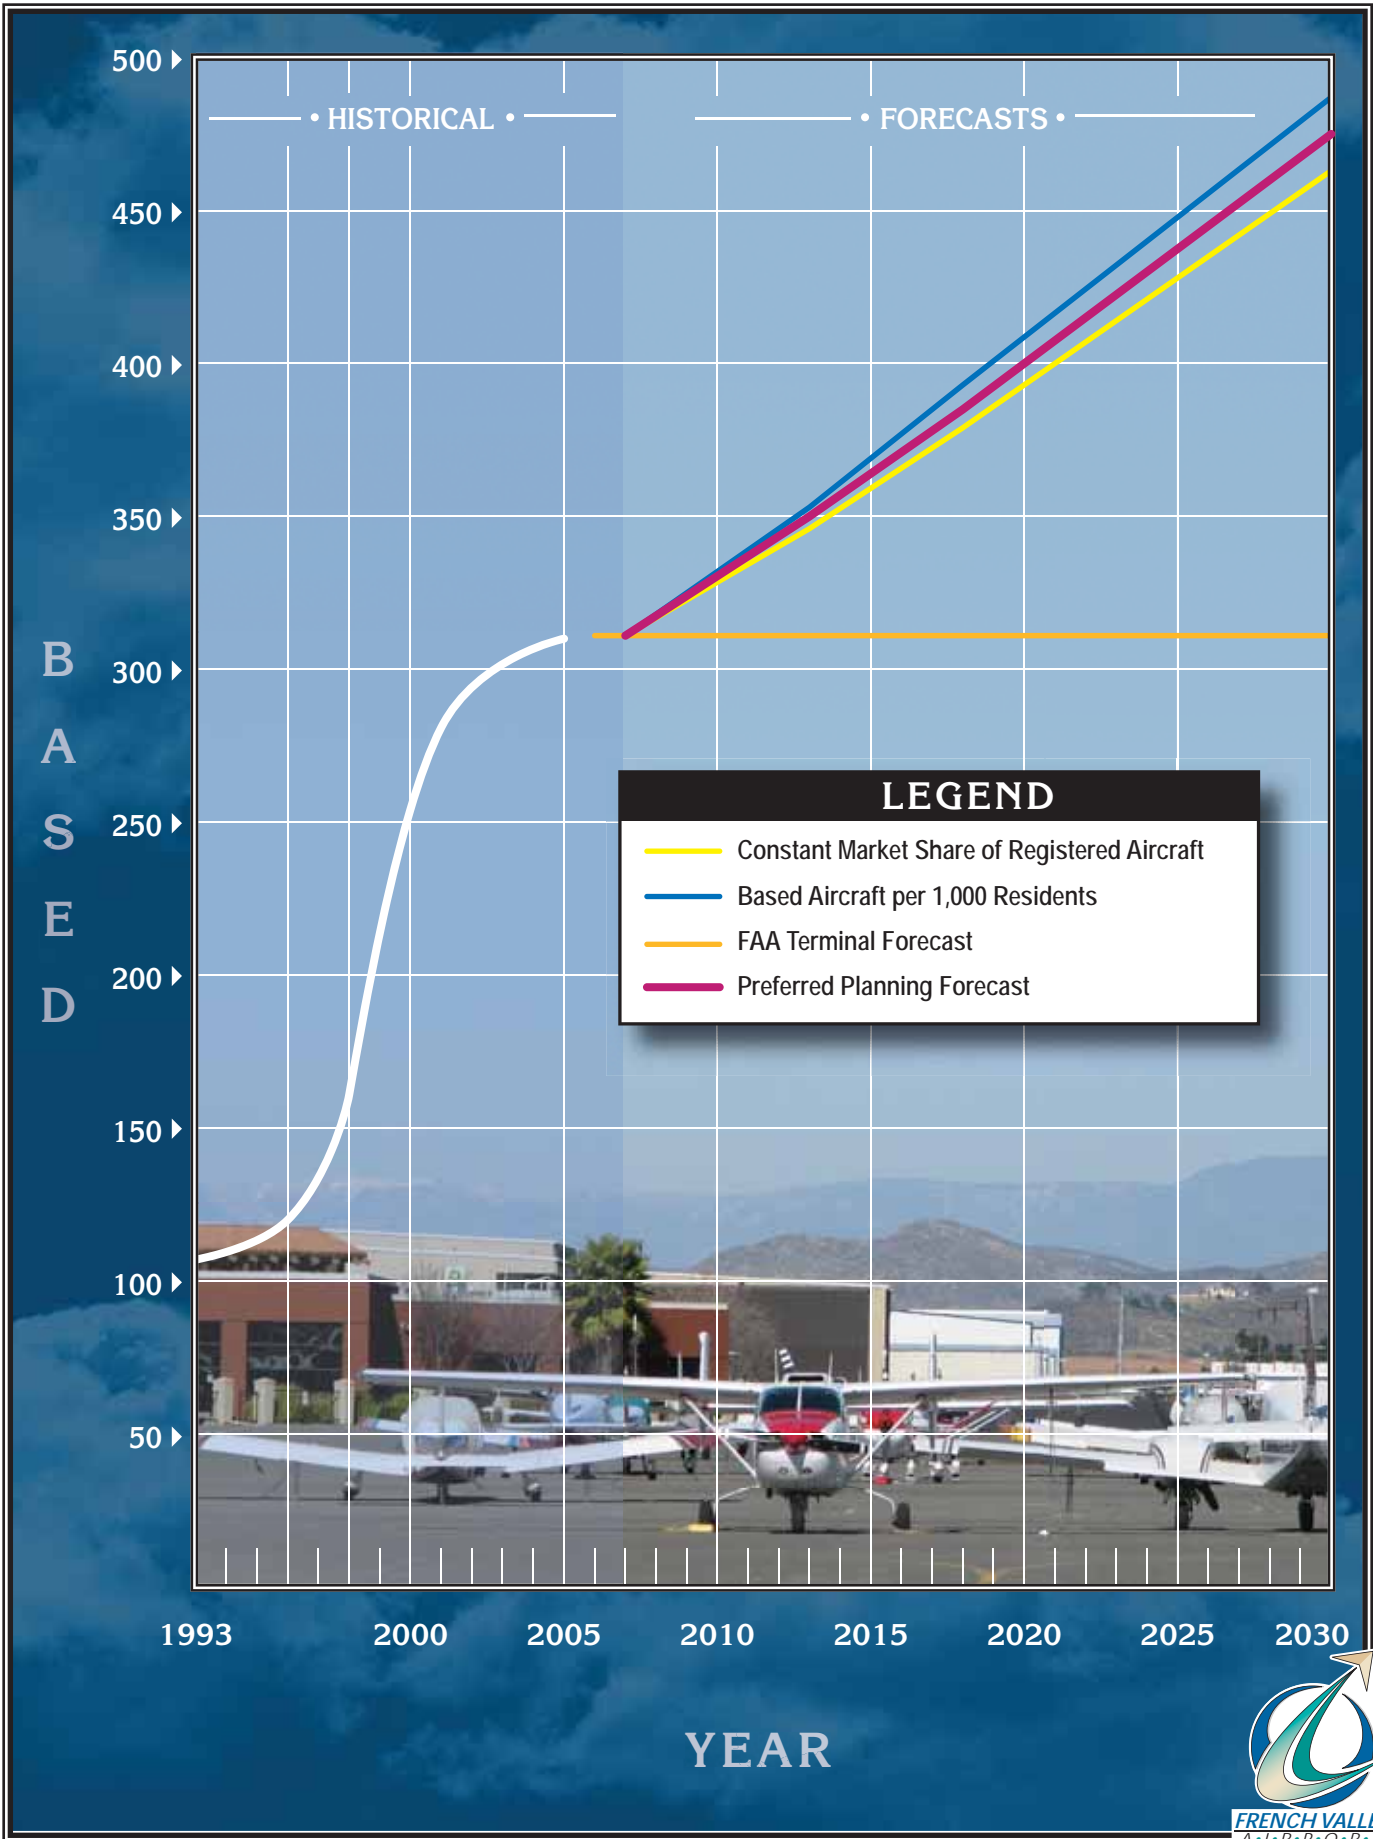 500
• HISTORICAL •
• FORECASTS •
450
400
350
300
250
200
150
100
50
B
A
S
E
D
LEGEND
Constant Market Share of Registered Aircraft
Based Aircraft per 1,000 Residents
FAA Terminal Forecast
Preferred Planning Forecast
1993 2000 2005 2010 2015 2020 2025 2030
YEAR
FRENCH